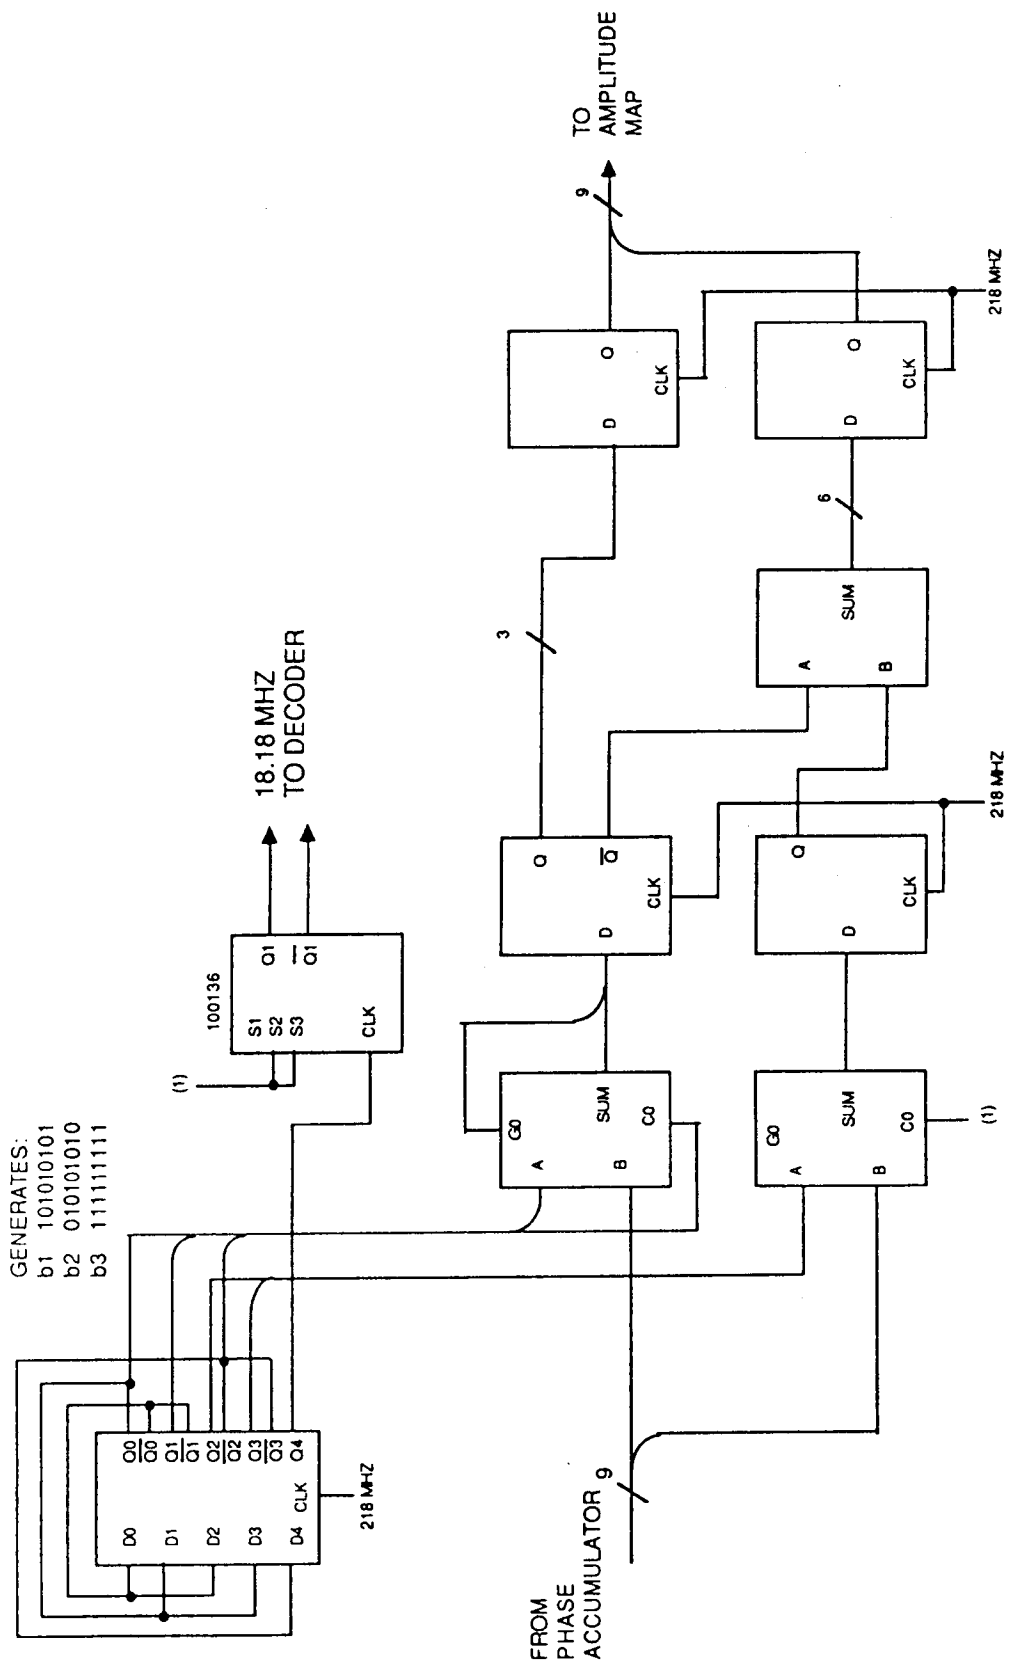 GENERATES:
b1 101010101
b2 010101010
b3 111111111
D0
D1
D2
D3
D4
Q0
Q0
Q1
Q1
Q2
Q2
Q3
Q3
Q4
CLK
218 MHZ
(1)
100136
S1
S2
S3
CLK
Q1
Q1
18.18 MHZ
TO DECODER
FROM
PHASE
ACCUMULATOR
9
G0
A
B
SUM
C0
G0
A
B
SUM
C0
(1)
D
Q
Q
CLK
D
Q
CLK
218 MHZ
3
A
B
SUM
6
D
Q
CLK
D
Q
CLK
218 MHZ
9
TO
AMPLITUDE
MAP